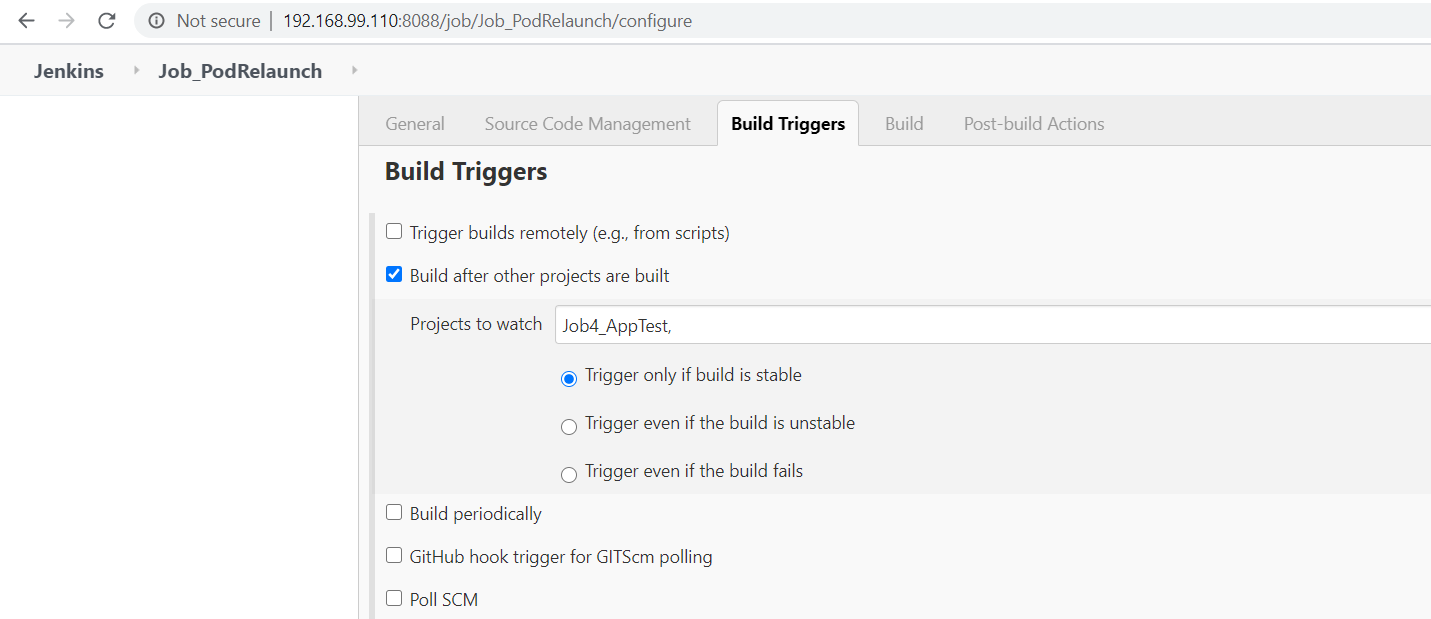 Not secure | 192.168.99.110:8088/job/Job_PodRelaunch/configure
Jenkins Job_PodRelaunch
General Source Code Management Build Triggers Build Post-build Actions
Build Triggers
Trigger builds remotely (e.g., from scripts)
Build after other projects are built
Projects to watch Job4_AppTest,
Trigger only if build is stable
Trigger even if the build is unstable
Trigger even if the build fails
Build periodically
GitHub hook trigger for GITScm polling
Poll SCM